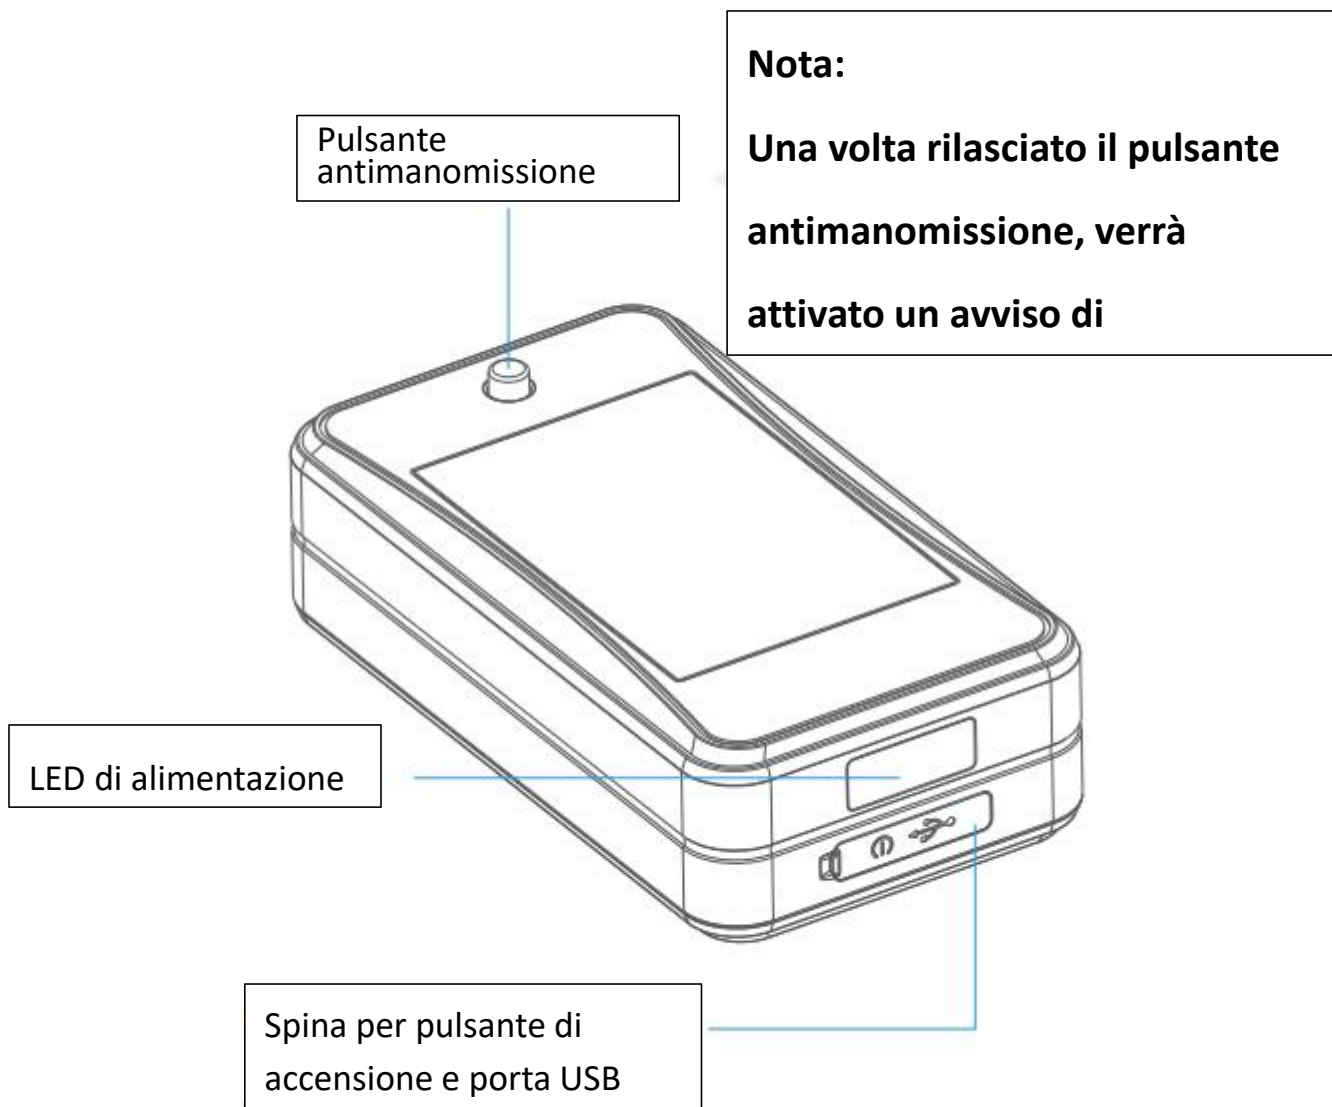 Nota:
Una volta rilasciato il pulsante
antimanomissione, verrà
attivato un avviso di
Pulsante
antimanomissione
LED di alimentazione
Spina per pulsante di
accensione e porta USB